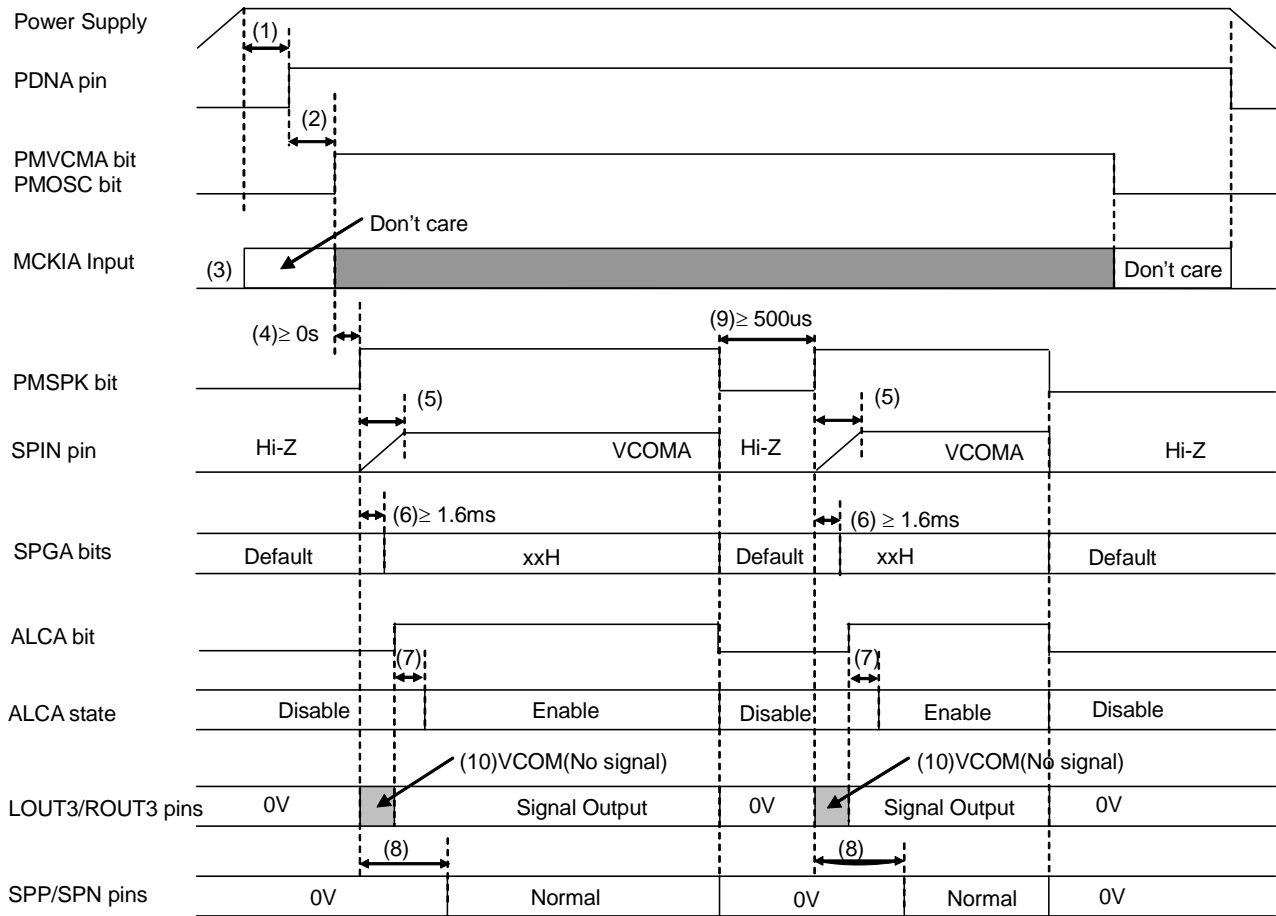 Power Supply
(1)
PDNA pin
(2)
PMVCMA bit
PMOSC bit
Don't care
MCKIA Input
(3)
Don't care
(4)≥ 0s
(9)≥ 500us
PMSPK bit
(5)
(5)
SPIN pin
Hi-Z
VCOMA
Hi-Z
VCOMA
Hi-Z
(6)≥ 1.6ms
(6) ≥ 1.6ms
SPGA bits
Default
xxH
Default
xxH
Default
ALCA bit
(7)
(7)
ALCA state
Disable
Enable
Disable
Enable
Disable
(10)VCOM(No signal)
(10)VCOM(No signal)
LOUT3/ROUT3 pins
0V
Signal Output
0V
Signal Output
0V
(8)
(8)
SPP/SPN pins
0V
Normal
0V
Normal
0V